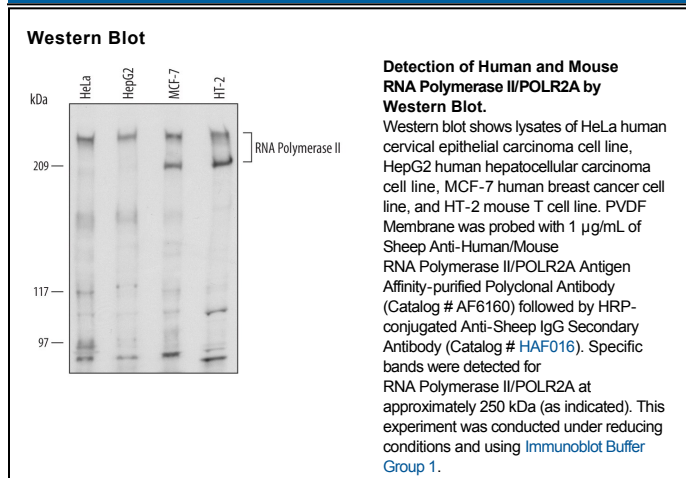 Western Blot
kDa
HeLa
HepG2
MCF-7
HT-2
RNA Polymerase II
209
117
97
Detection of Human and Mouse
RNA Polymerase II/POLR2A by
Western Blot.
Western blot shows lysates of HeLa human
cervical epithelial carcinoma cell line,
HepG2 human hepatocellular carcinoma
cell line, MCF-7 human breast cancer cell
line, and HT-2 mouse T cell line. PVDF
Membrane was probed with 1 µg/mL of
Sheep Anti-Human/Mouse
RNA Polymerase II/POLR2A Antigen
Affinity-purified Polyclonal Antibody
(Catalog # AF6160) followed by HRP-
conjugated Anti-Sheep IgG Secondary
Antibody (Catalog # HAF016). Specific
bands were detected for
RNA Polymerase II/POLR2A at
approximately 250 kDa (as indicated). This
experiment was conducted under reducing
conditions and using Immunoblot Buffer
Group 1.